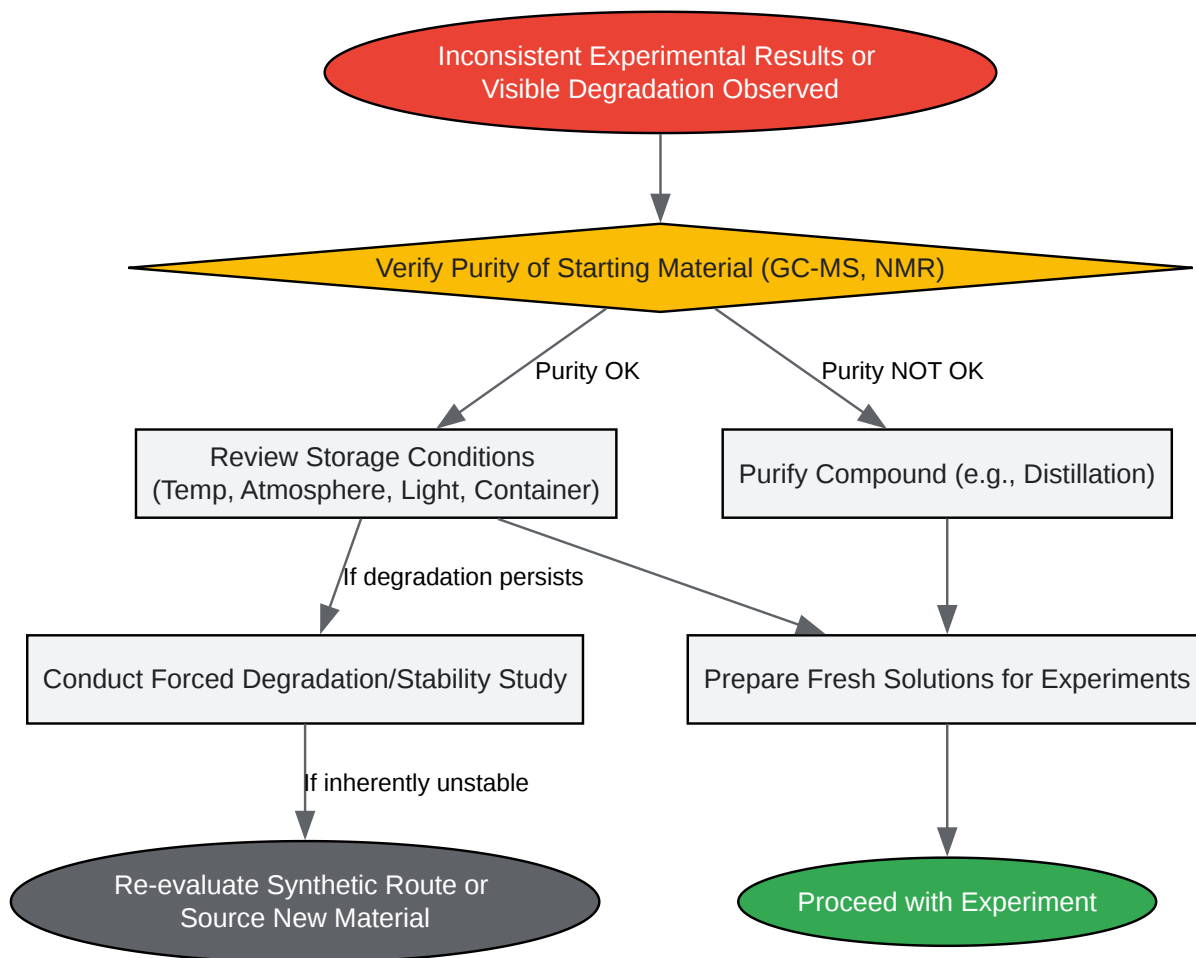 Inconsistent Experimental Results or
Visible Degradation Observed
Verify Purity of Starting Material (GC-MS, NMR)
Purity OK
Purity NOT OK
Review Storage Conditions
(Temp, Atmosphere, Light, Container)
Purify Compound (e.g., Distillation)
If degradation persists
Conduct Forced Degradation/Stability Study
Prepare Fresh Solutions for Experiments
If inherently unstable
Re-evaluate Synthetic Route or
Source New Material
Proceed with Experiment